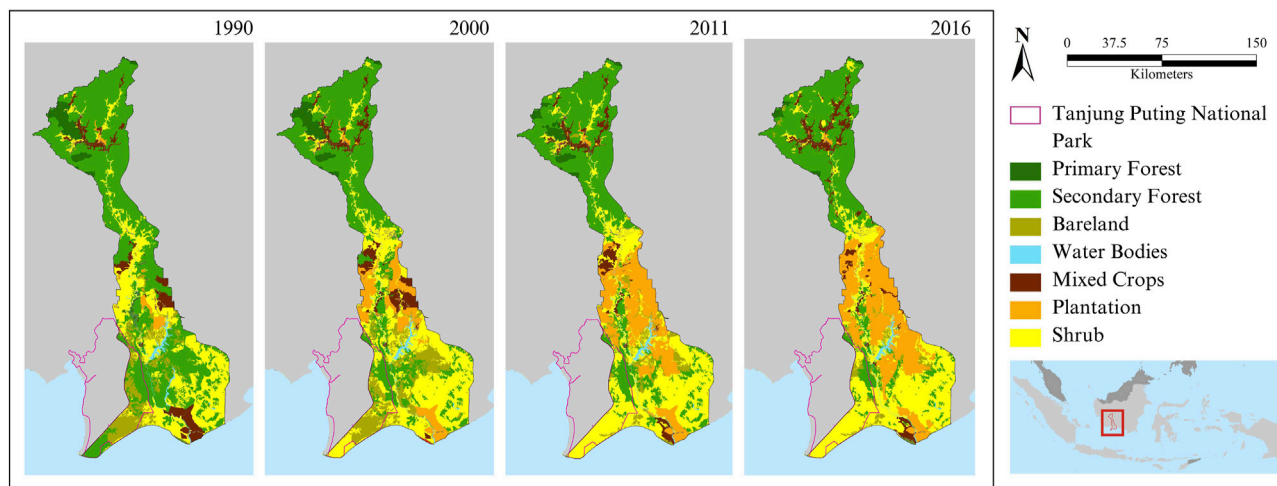 1990
2000
2011
2016
N
0
37.5
75
150
Kilometers
Tanjung Puting National
Park
Primary Forest
Secondary Forest
Bareland
Water Bodies
Mixed Crops
Plantation
Shrub